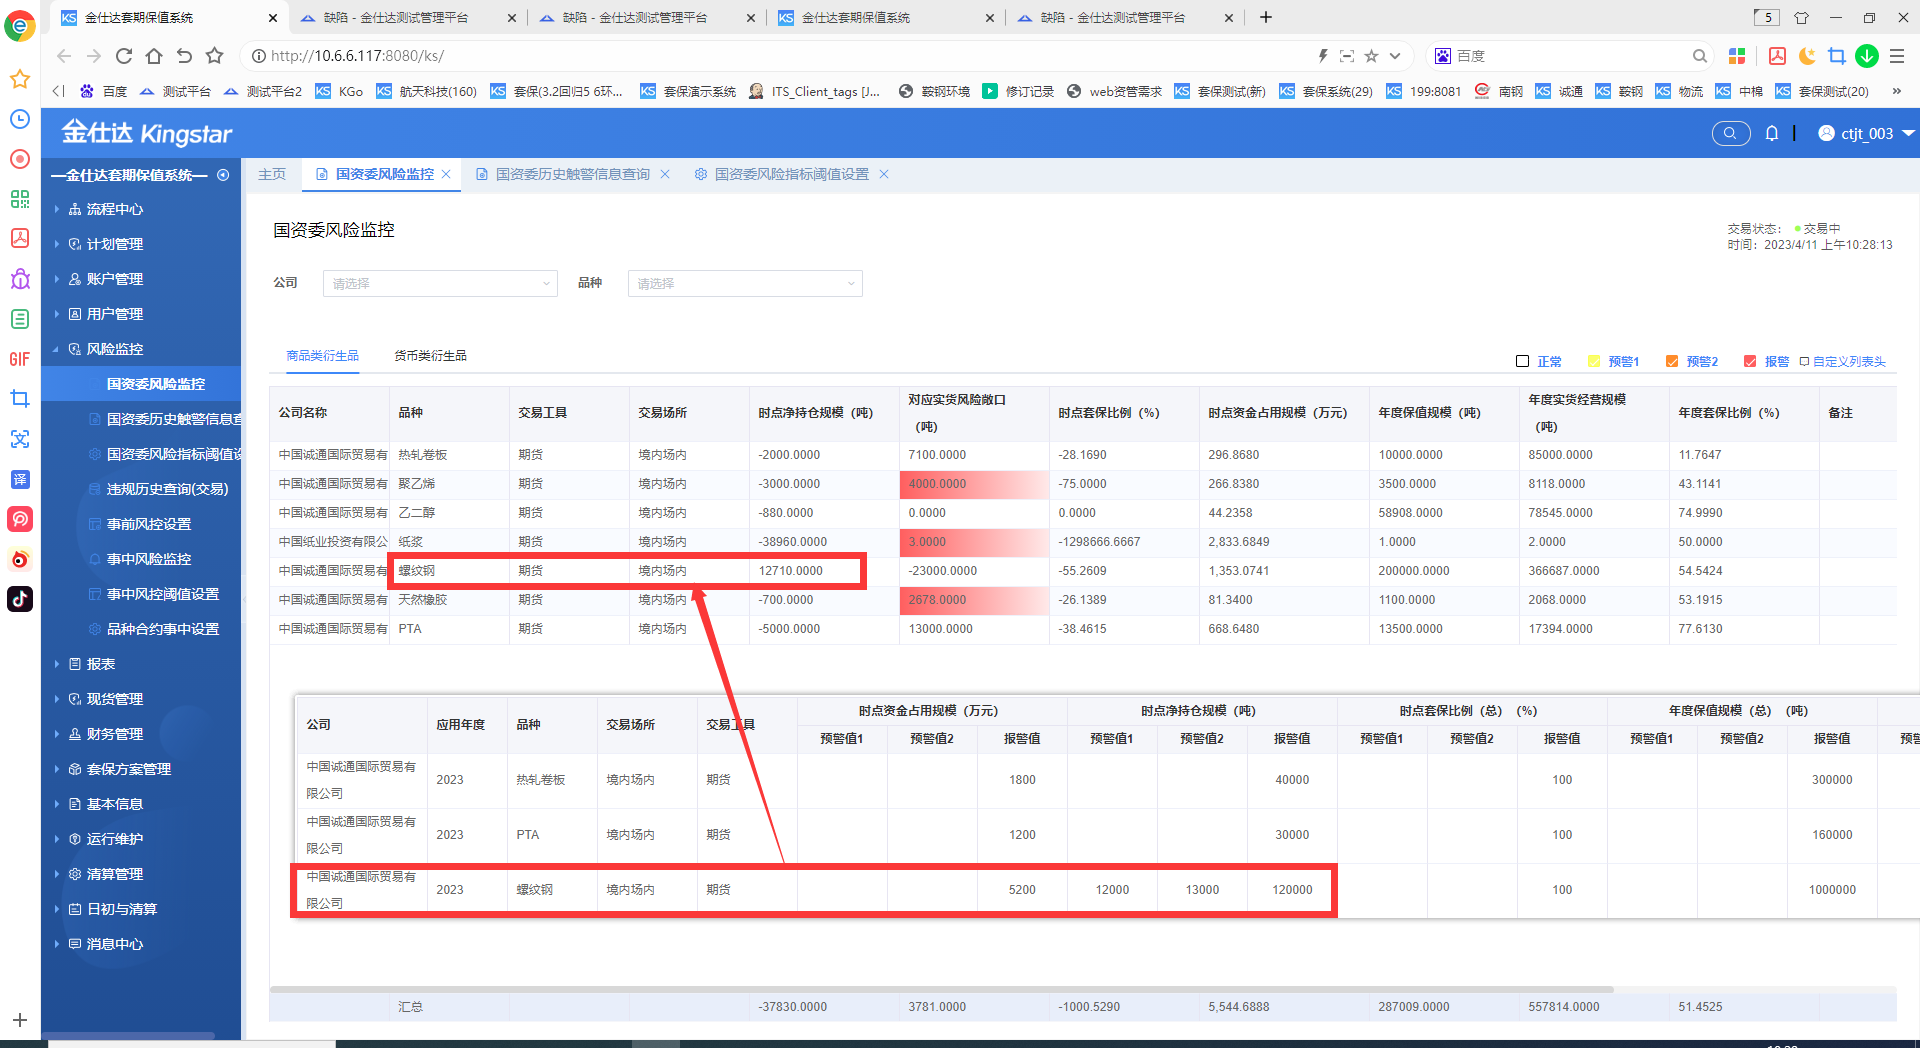 金仕达套期保值系统
缺陷 - 金仕达测试管理平台
缺陷 - 金仕达测试管理平台
金仕达套期保值系统
缺陷 - 金仕达测试管理平台
5
http://10.6.6.117:8080/ks/
百度
百度 测试平台 测试平台2 KGo 航天科技(160) 套保(3.2回归5 6环... 套保演示系统 ITS_Client_tags [J... 鞍钢环境 修订记录 web资管需求 套保测试(新) 套保系统(29) 199:8081 南钢 诚通 鞍钢 物流 中棉 套保测试(20)
金仕达 Kingstar
ctjt_003
—金仕达套期保值系统—
主页 国资委风险监控 国资委历史触警信息查询 国资委风险指标阈值设置
GIF
译
流程中心
计划管理
账户管理
用户管理
风险监控
国资委风险监控
国资委历史触警信息查
国资委风险指标阈值设
违规历史查询(交易)
事前风控设置
事中风险监控
事中风控阈值设置
品种合约事中设置
报表
现货管理
财务管理
套保方案管理
基本信息
运行维护
清算管理
日初与清算
消息中心
国资委风险监控
交易状态: 交易中
时间: 2023/4/11 上午10:28:13
公司 请选择 品种 请选择
商品类衍生品 货币类衍生品
正常 预警1 预警2 报警 自定义列表头
公司名称 品种 交易工具 交易场所 时点净持仓规模（吨） 对应实货风险敞口（吨） 时点套保比例（%） 时点资金占用规模（万元） 年度保值规模（吨） 年度实货经营规模（吨） 年度套保比例（%） 备注
中国诚通国际贸易有 热轧卷板 期货 境内场内 -2000.0000 7100.0000 -28.1690 296.8680 10000.0000 85000.0000 11.7647
中国诚通国际贸易有 聚乙烯 期货 境内场内 -3000.0000 4000.0000 -75.0000 266.8380 3500.0000 8118.0000 43.1141
中国诚通国际贸易有 乙二醇 期货 境内场内 -880.0000 0.0000 0.0000 44.2358 58908.0000 78545.0000 74.9990
中国纸业投资有限公 纸浆 期货 境内场内 -38960.0000 3.0000 -1298666.6667 2,833.6849 1.0000 2.0000 50.0000
中国诚通国际贸易有 螺纹钢 期货 境内场内 12710.0000 -23000.0000 -55.2609 1,353.0741 200000.0000 366687.0000 54.5424
中国诚通国际贸易有 天然橡胶 期货 境内场内 -700.0000 2678.0000 -26.1389 81.3400 1100.0000 2068.0000 53.1915
中国诚通国际贸易有 PTA 期货 境内场内 -5000.0000 13000.0000 -38.4615 668.6480 13500.0000 17394.0000 77.6130
公司 应用年度 品种 交易场所 交易工具 时点资金占用规模（万元） 时点净持仓规模（吨） 时点套保比例（总）（%） 年度保值规模（总）（吨）
预警值1 预警值2 报警值 预警值1 预警值2 报警值 预警值1 预警值2 报警值 预警值1 预警值2 报警值 预警
中国诚通国际贸易有限公司 2023 热轧卷板 境内场内 期货 1800 40000 100 300000
中国诚通国际贸易有限公司 2023 PTA 境内场内 期货 1200 30000 100 160000
中国诚通国际贸易有限公司 2023 螺纹钢 境内场内 期货 5200 12000 13000 120000 100 1000000
汇总 -37830.0000 3781.0000 -1000.5290 5,544.6888 287009.0000 557814.0000 51.4525